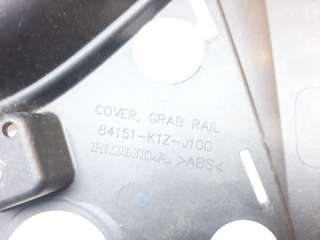 COVER, GRAB RAIL
84151-K1Z-J100
HONDA >ABS<